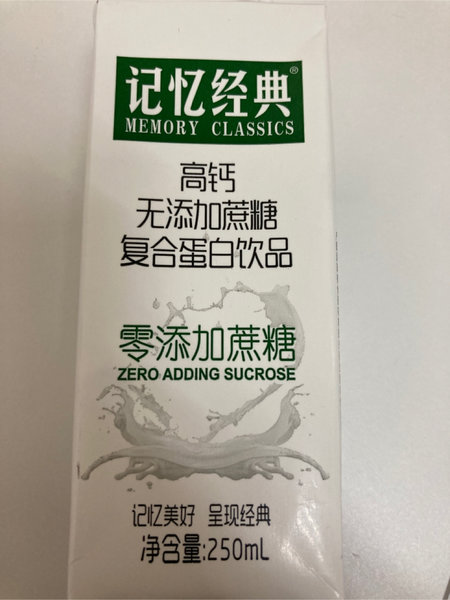 记忆经典®
MEMORY CLASSICS
高钙
无添加蔗糖
复合蛋白饮品
零添加蔗糖
ZERO ADDING SUCROSE
记忆美好 呈现经典
净含量:250mL